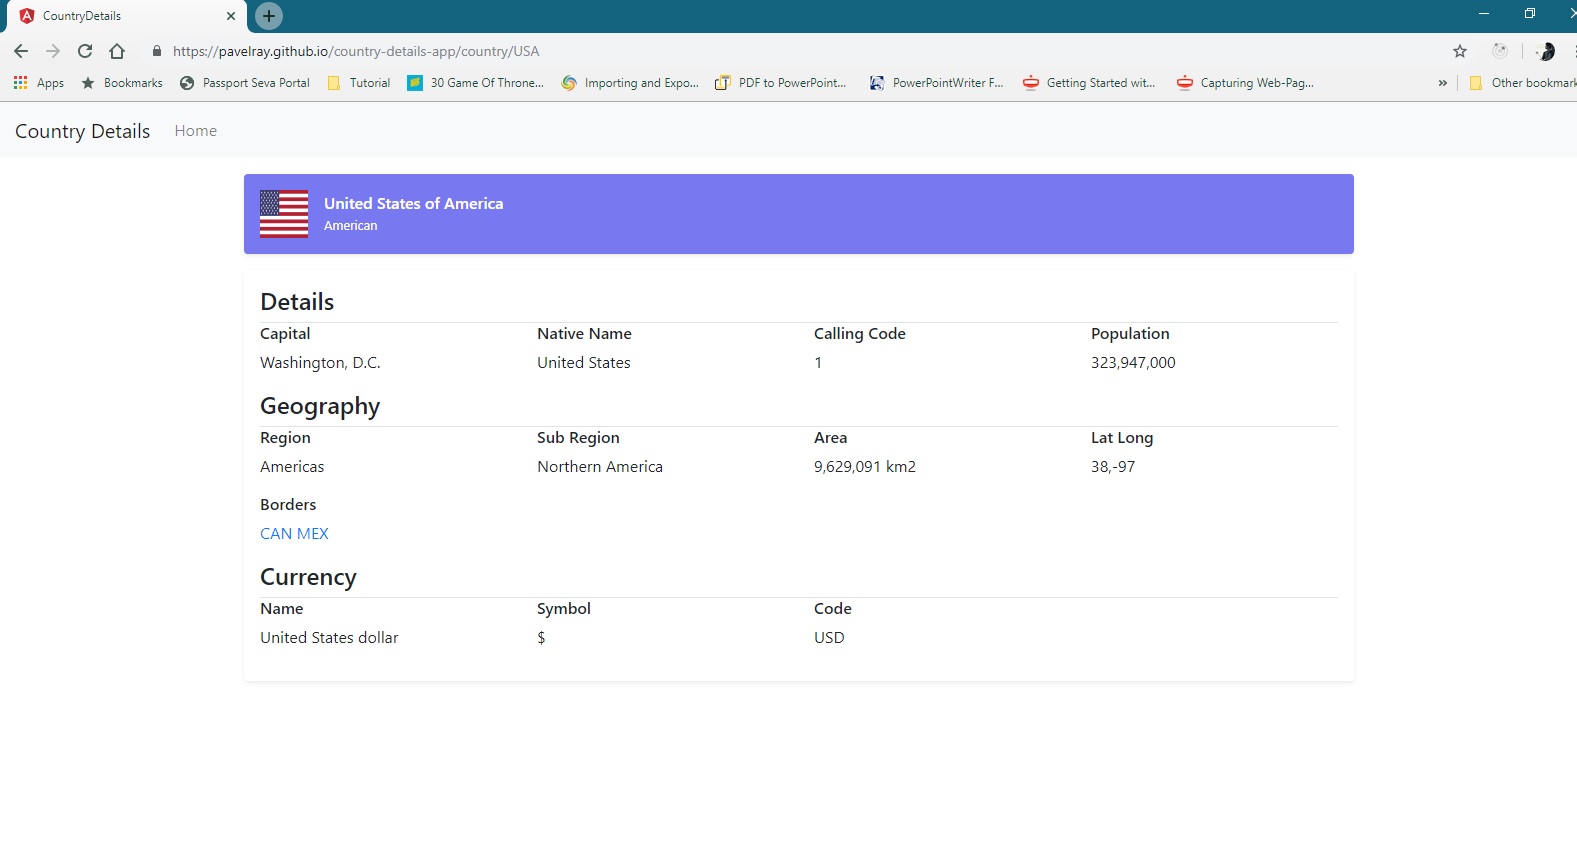 CountryDetails
https://pavelray.github.io/country-details-app/country/USA
Apps Bookmarks Passport Seva Portal Tutorial 30 Game Of Throne... Importing and Expo... PDF to PowerPoint... PowerPointWriter F... Getting Started wit... Capturing Web-Pag... » Other bookmark
Country Details Home
United States of America
American
Details
Capital Native Name Calling Code Population
Washington, D.C. United States 1 323,947,000
Geography
Region Sub Region Area Lat Long
Americas Northern America 9,629,091 km2 38,-97
Borders
CAN MEX
Currency
Name Symbol Code
United States dollar $ USD